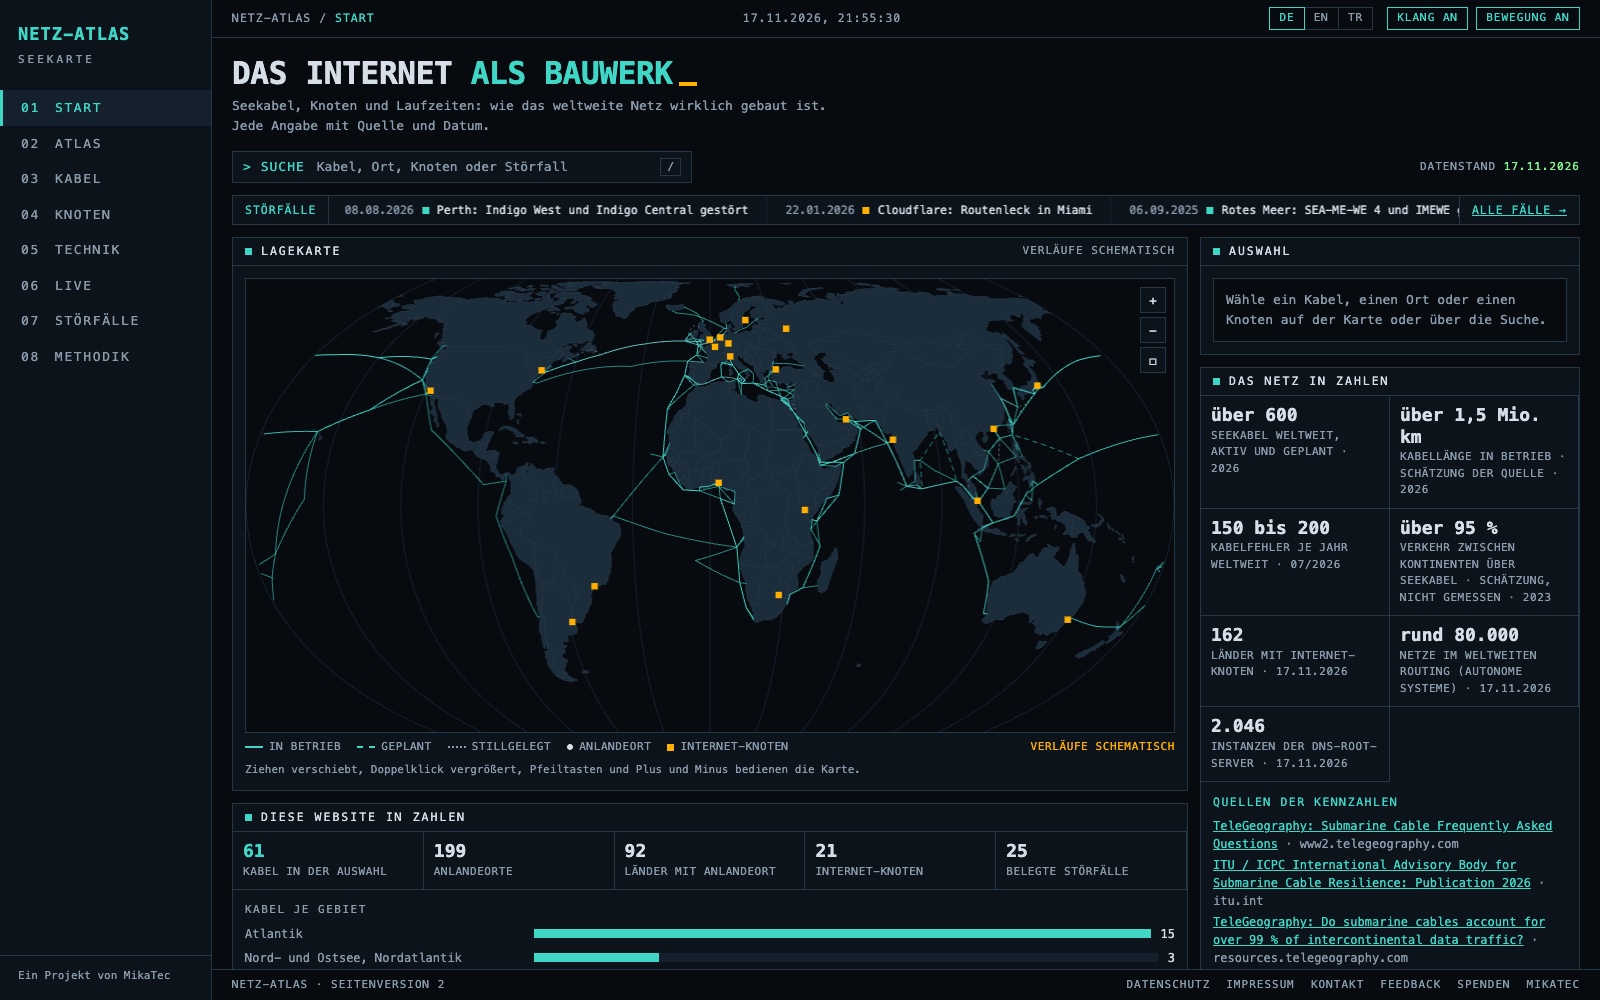 NETZ-ATLAS
SEEKARTE
01 START
02 ATLAS
03 KABEL
04 KNOTEN
05 TECHNIK
06 LIVE
07 STÖRFÄLLE
08 METHODIK
Ein Projekt von MikaTec
NETZ-ATLAS / START
17.11.2026, 21:55:30
DE EN TR
KLANG AN
BEWEGUNG AN
DAS INTERNET ALS BAUWERK_
Seekabel, Knoten und Laufzeiten: wie das weltweite Netz wirklich gebaut ist.
Jede Angabe mit Quelle und Datum.
> SUCHE Kabel, Ort, Knoten oder Störfall /
DATENSTAND 17.11.2026
STÖRFÄLLE
08.08.2026 Perth: Indigo West und Indigo Central gestört
22.01.2026 Cloudflare: Routenleck in Miami
06.09.2025 Rotes Meer: SEA-ME-WE 4 und IMEWE
ALLE FÄLLE →
LAGEKARTE
VERLÄUFE SCHEMATISCH
+
−
IN BETRIEB
GEPLANT
STILLGELEGT
ANLANDEORT
INTERNET-KNOTEN
VERLÄUFE SCHEMATISCH
Ziehen verschiebt, Doppelklick vergrößert, Pfeiltasten und Plus und Minus bedienen die Karte.
DIESE WEBSITE IN ZAHLEN
61
KABEL IN DER AUSWAHL
199
ANLANDEORTE
92
LÄNDER MIT ANLANDEORT
21
INTERNET-KNOTEN
25
BELEGTE STÖRFÄLLE
KABEL JE GEBIET
Atlantik 15
Nord- und Ostsee, Nordatlantik 3
AUSWAHL
Wähle ein Kabel, einen Ort oder einen
Knoten auf der Karte oder über die Suche.
DAS NETZ IN ZAHLEN
über 600
SEEKABEL WELTWEIT,
AKTIV UND GEPLANT ·
2026
über 1,5 Mio.
km
KABELLÄNGE IN BETRIEB ·
SCHÄTZUNG DER QUELLE ·
2026
150 bis 200
KABELFEHLER JE JAHR
WELTWEIT · 07/2026
über 95 %
VERKEHR ZWISCHEN
KONTINENTEN ÜBER
SEEKABEL · SCHÄTZUNG,
NICHT GEMESSEN · 2023
162
LÄNDER MIT INTERNET-
KNOTEN · 17.11.2026
rund 80.000
NETZE IM WELTWEITEN
ROUTING (AUTONOME
SYSTEME) · 17.11.2026
2.046
INSTANZEN DER DNS-ROOT-
SERVER · 17.11.2026
QUELLEN DER KENNZAHLEN
TeleGeography: Submarine Cable Frequently Asked
Questions · www2.telegeography.com
ITU / ICPC International Advisory Body for
Submarine Cable Resilience: Publication 2026 ·
itu.int
TeleGeography: Do submarine cables account for
over 99 % of intercontinental data traffic? ·
resources.telegeography.com
NETZ-ATLAS · SEITENVERSION 2
DATENSCHUTZ IMPRESSUM KONTAKT FEEDBACK SPENDEN MIKATEC